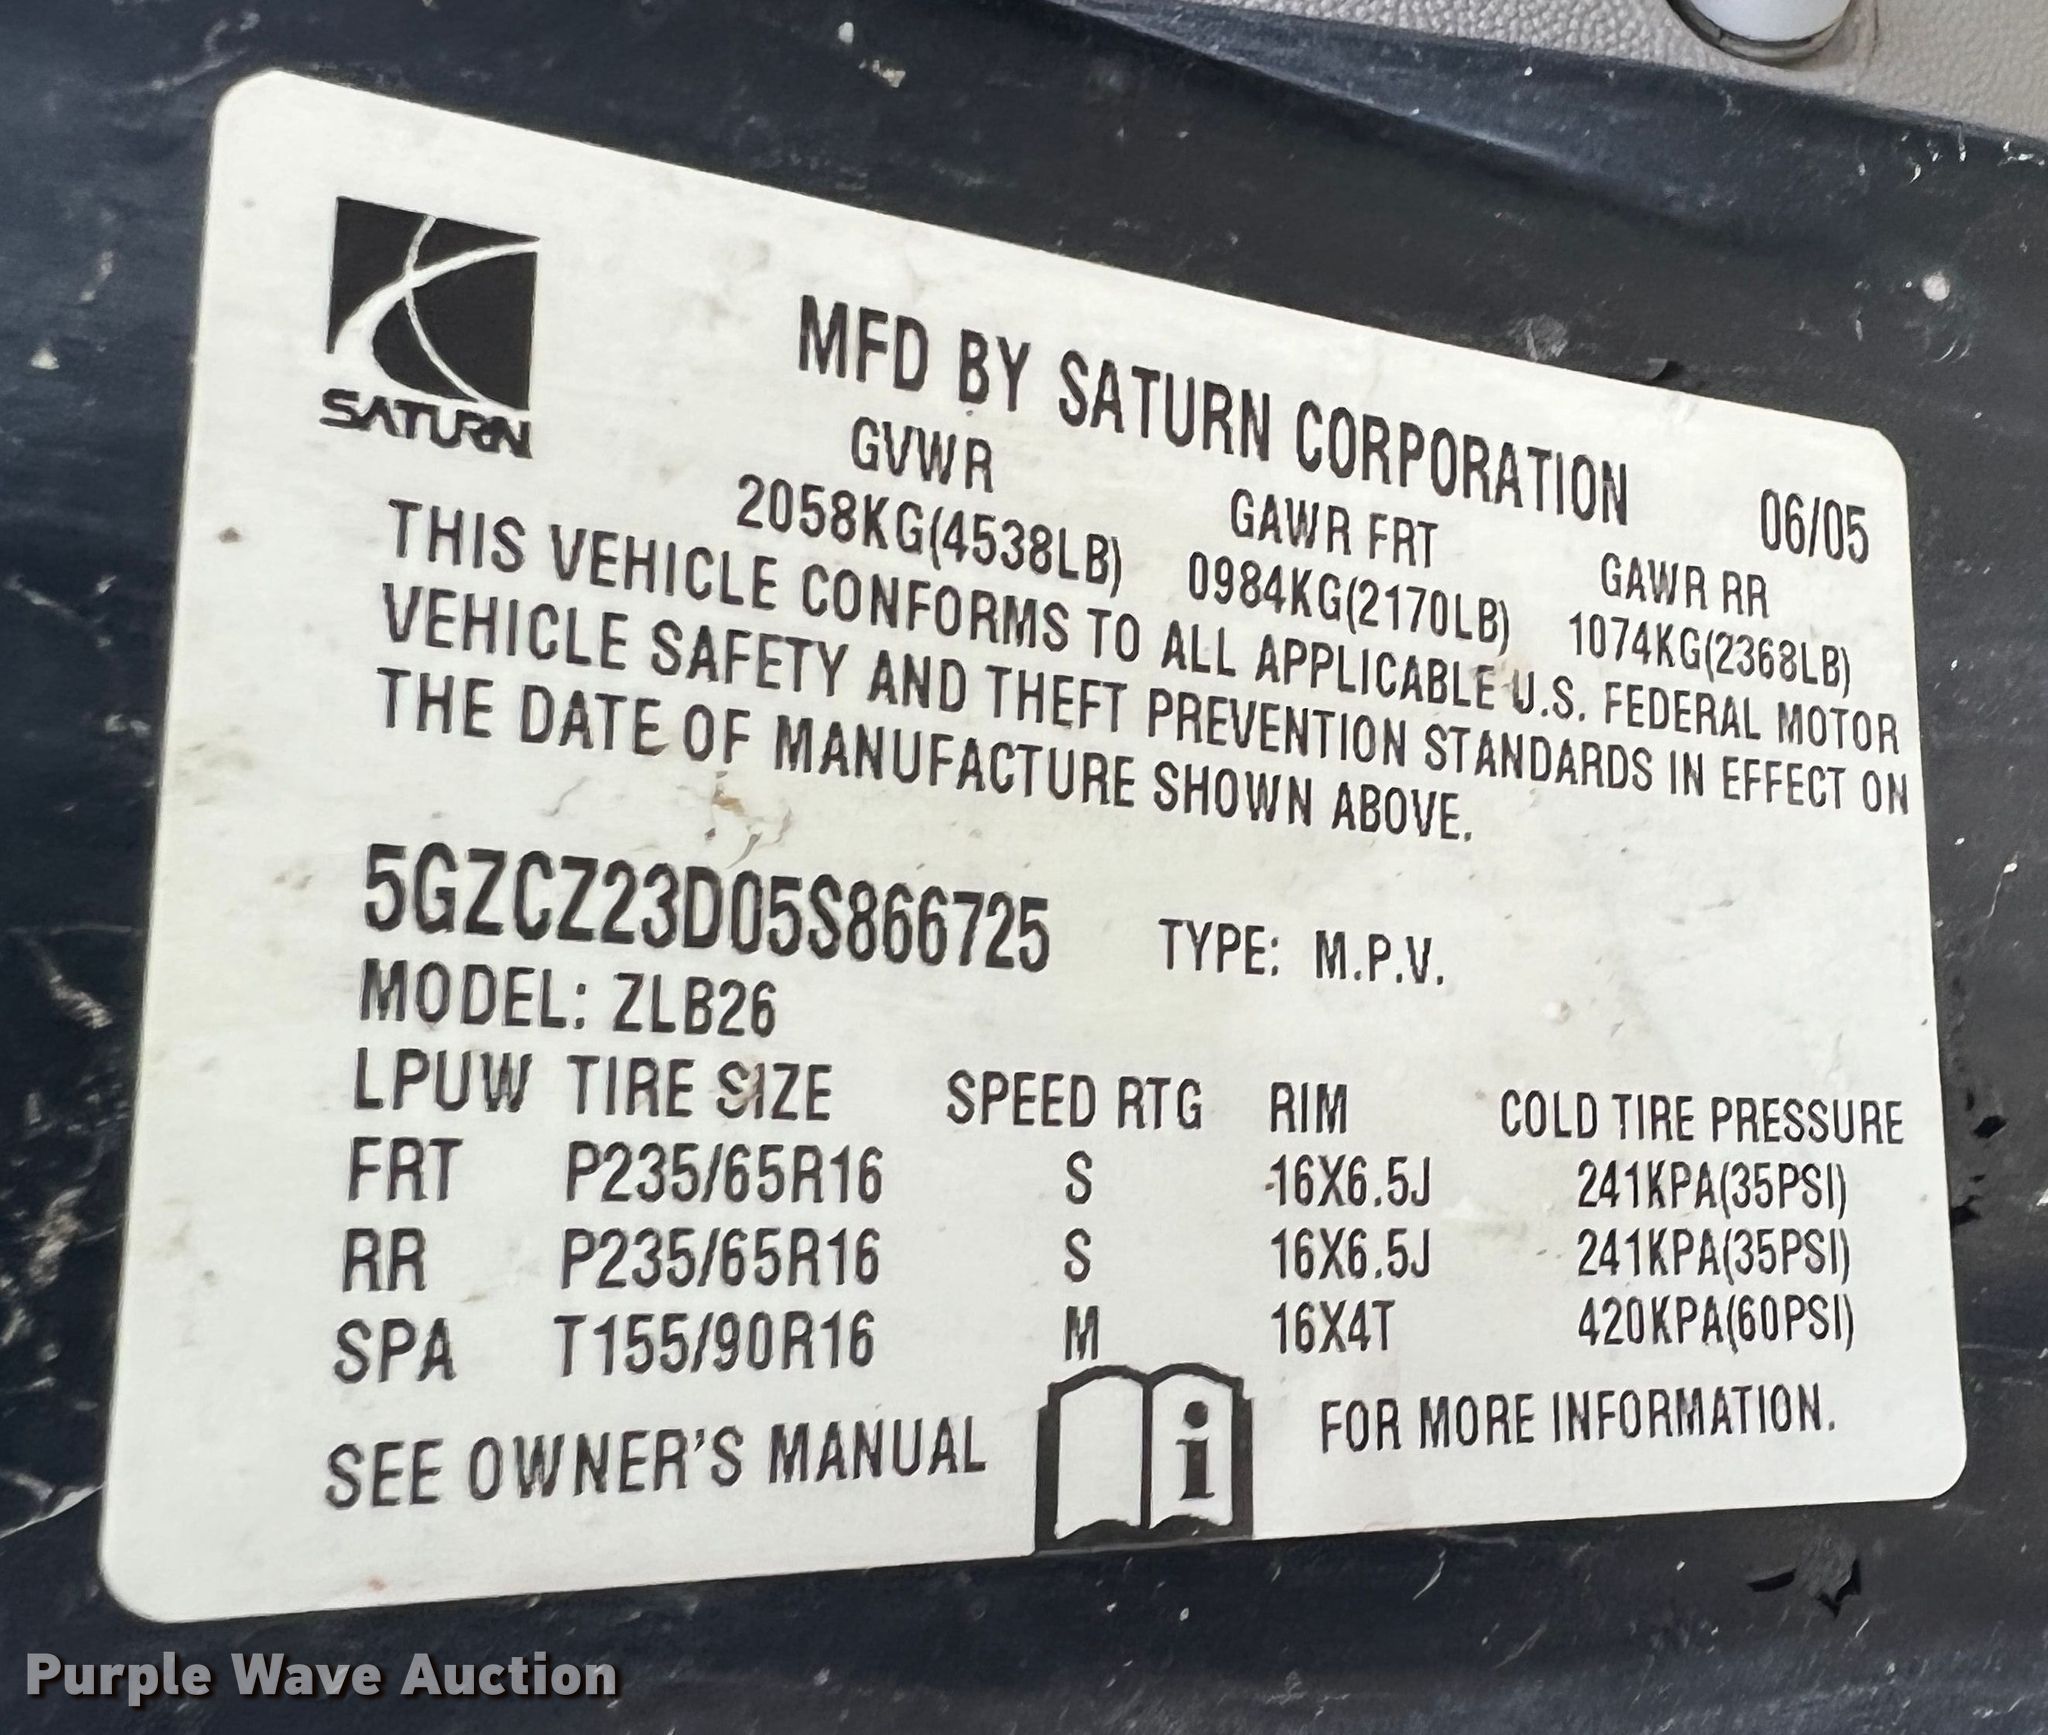 SATURN
MFD BY SATURN CORPORATION 06/05
GVWR GAWR FRT GAWR RR
2058KG(4538LB) 0984KG(2170LB) 1074KG(2368LB)
THIS VEHICLE CONFORMS TO ALL APPLICABLE U.S. FEDERAL MOTOR
VEHICLE SAFETY AND THEFT PREVENTION STANDARDS IN EFFECT ON
THE DATE OF MANUFACTURE SHOWN ABOVE.
5GZCZ23D05S866725 TYPE: M.P.V.
MODEL: ZLB26
LPUW TIRE SIZE SPEED RTG RIM COLD TIRE PRESSURE
FRT P235/65R16 S 16X6.5J 241KPA(35PSI)
RR P235/65R16 S 16X6.5J 241KPA(35PSI)
SPA T155/90R16 M 16X4T 420KPA(60PSI)
SEE OWNER'S MANUAL i FOR MORE INFORMATION.
Purple Wave Auction